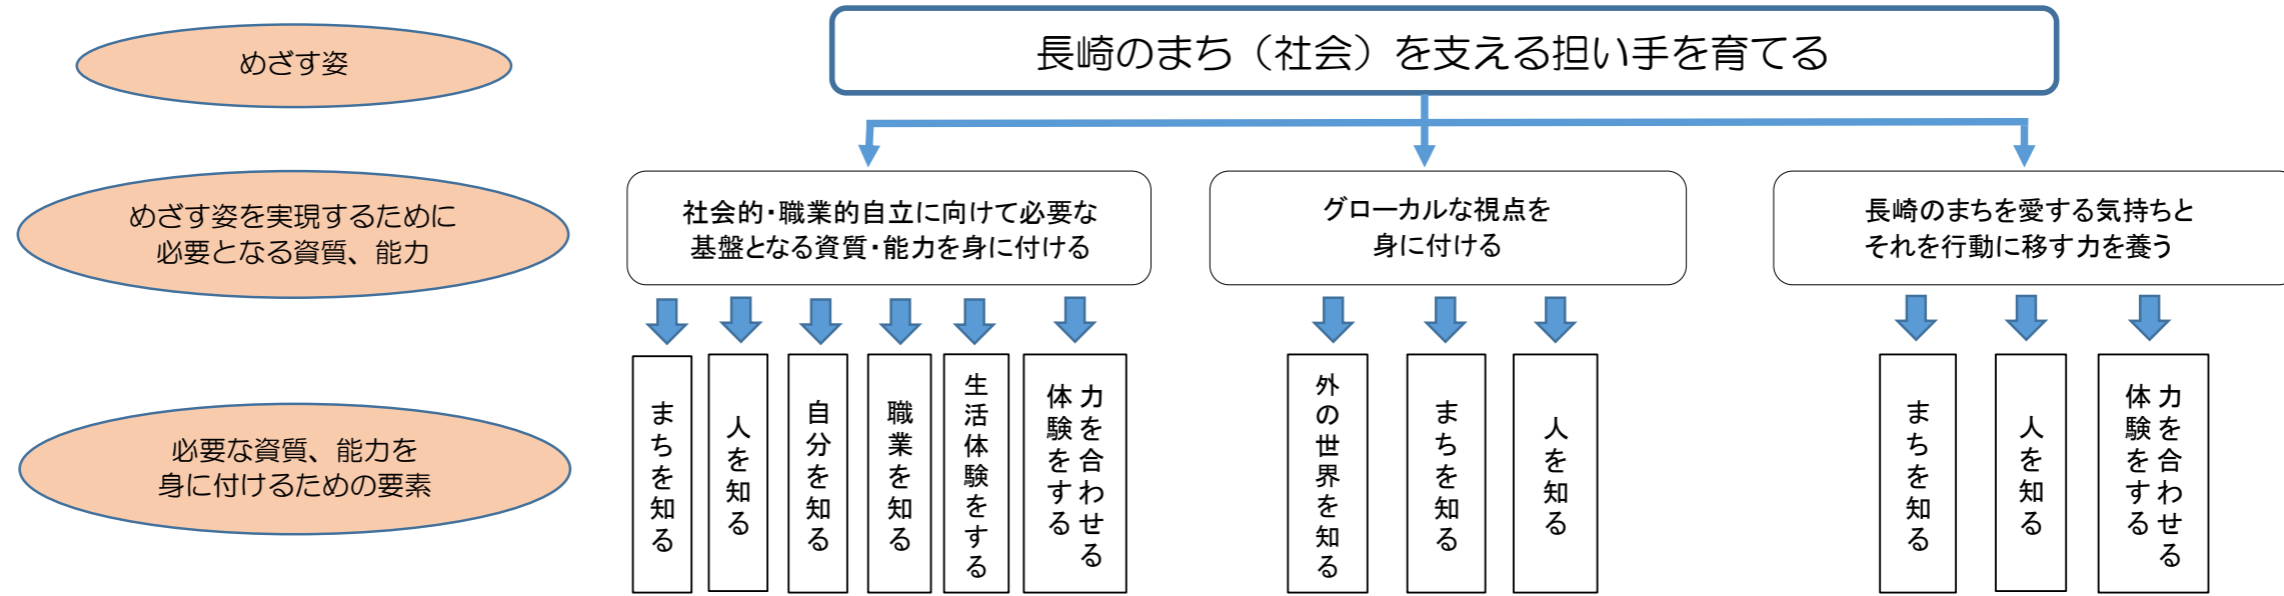 めざす姿
長崎のまち（社会）を支える担い手を育てる
めざす姿を実現するために
必要となる資質、能力
社会的・職業的自立に向けて必要な
基盤となる資質・能力を身に付ける
グローカルな視点を
身に付ける
長崎のまちを愛する気持ちと
それを行動に移す力を養う
必要な資質、能力を
身に付けるための要素
まちを知る
人を知る
自分を知る
職業を知る
生活体験をする
力を合わせる
体験をする
外の世界を知る
まちを知る
人を知る
まちを知る
人を知る
力を合わせる
体験をする